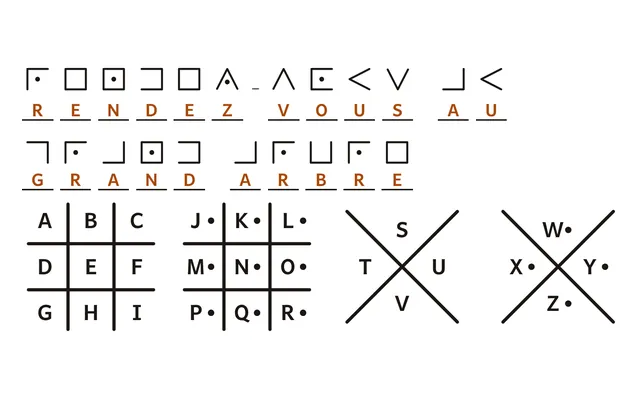 RENDEZ-VOUS AU
GRAND ARBRE
A B C J• K• L• S W•
D E F M• N• O• T U X• Y•
G H I P• Q• R• V Z•